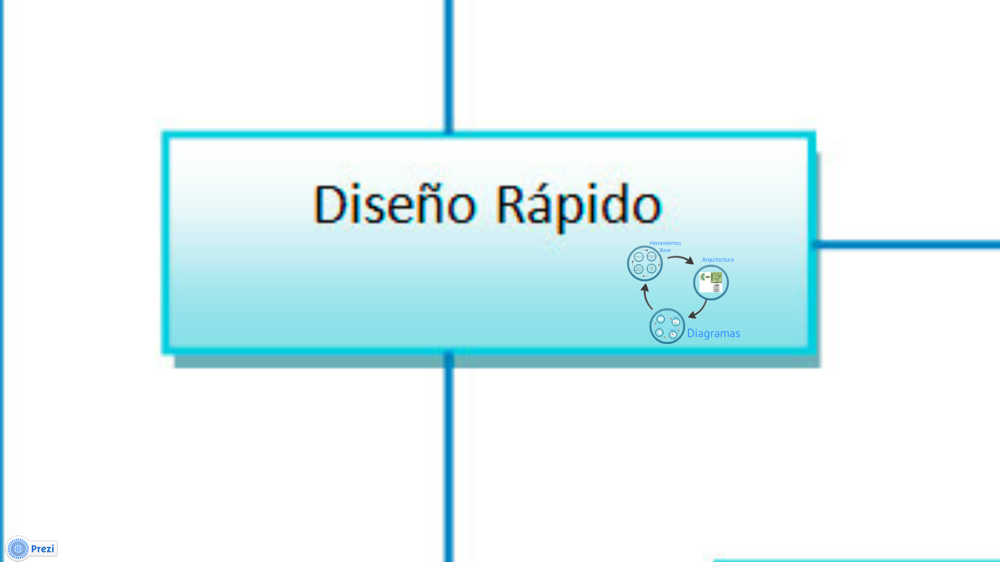 Diseño Rápido
Herramientas
Base
Arquitectura
Diagramas
Prezi